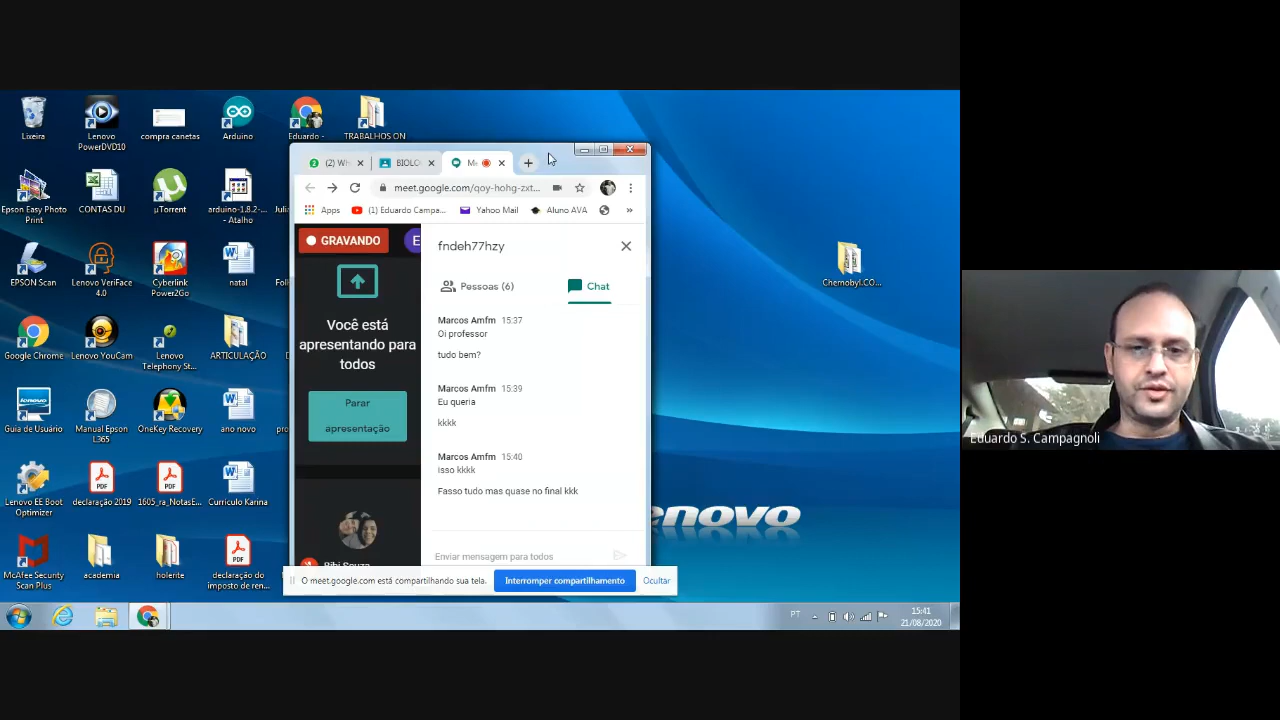 Lixeira
Lenovo
PowerDVD10
compra canetas
Arduino
Eduardo -
TRABALHOS ON
Epson Easy Photo
Print
CONTAS DU
µTorrent
arduino-1.8.2-...
- Atalho
EPSON Scan
Lenovo VeriFace
4.0
Cyberlink
Power2Go
natal
Google Chrome
Lenovo YouCam
Lenovo
Telephony St...
ARTICULAÇÃO
Guia de Usuário
Manual Epson
L365
OneKey Recovery
ano novo
Lenovo EE Boot
Optimizer
declaração 2019
1605_ra_NotasE...
Curriculo Karina
McAfee Security
Scan Plus
academia
holerite
declaração do
imposto de ren...
Chernobyl.CO...
lenovo
BIOLO
meet.google.com/qoy-hohg-zxt...
Apps
(1) Eduardo Campa...
Yahoo Mail
Aluno AVA
GRAVANDO
E
Você está
apresentando para
todos
Parar
apresentação
Bibi Souza
fndeh77hzy
Pessoas (6)
Chat
Marcos Amfm 15:37
Oi professor
tudo bem?
Marcos Amfm 15:39
Eu queria
kkkk
Marcos Amfm 15:40
Isso kkkk
Fasso tudo mas quase no final kkk
Enviar mensagem para todos
O meet.google.com está compartilhando sua tela.
Interromper compartilhamento
Ocultar
PT
15:41
21/08/2020
Eduardo S. Campagnoli